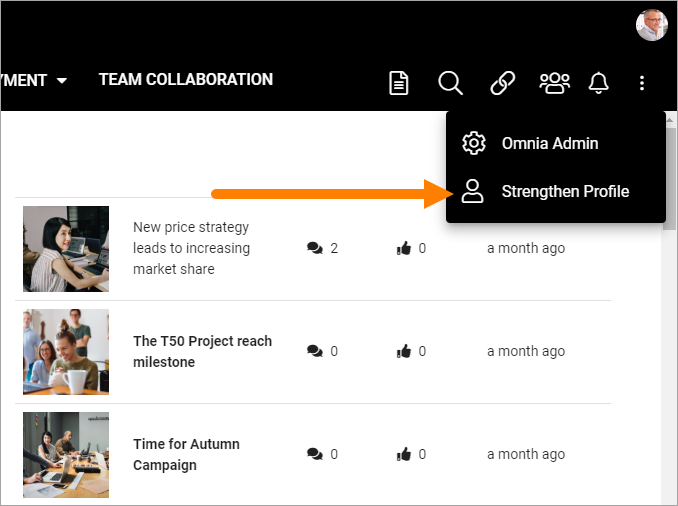 YMENT
TEAM COLLABORATION
Omnia Admin
Strengthen Profile
New price strategy
leads to increasing
market share
2
0
a month ago
The T50 Project reach
milestone
0
0
a month ago
Time for Autumn
Campaign
0
0
a month ago